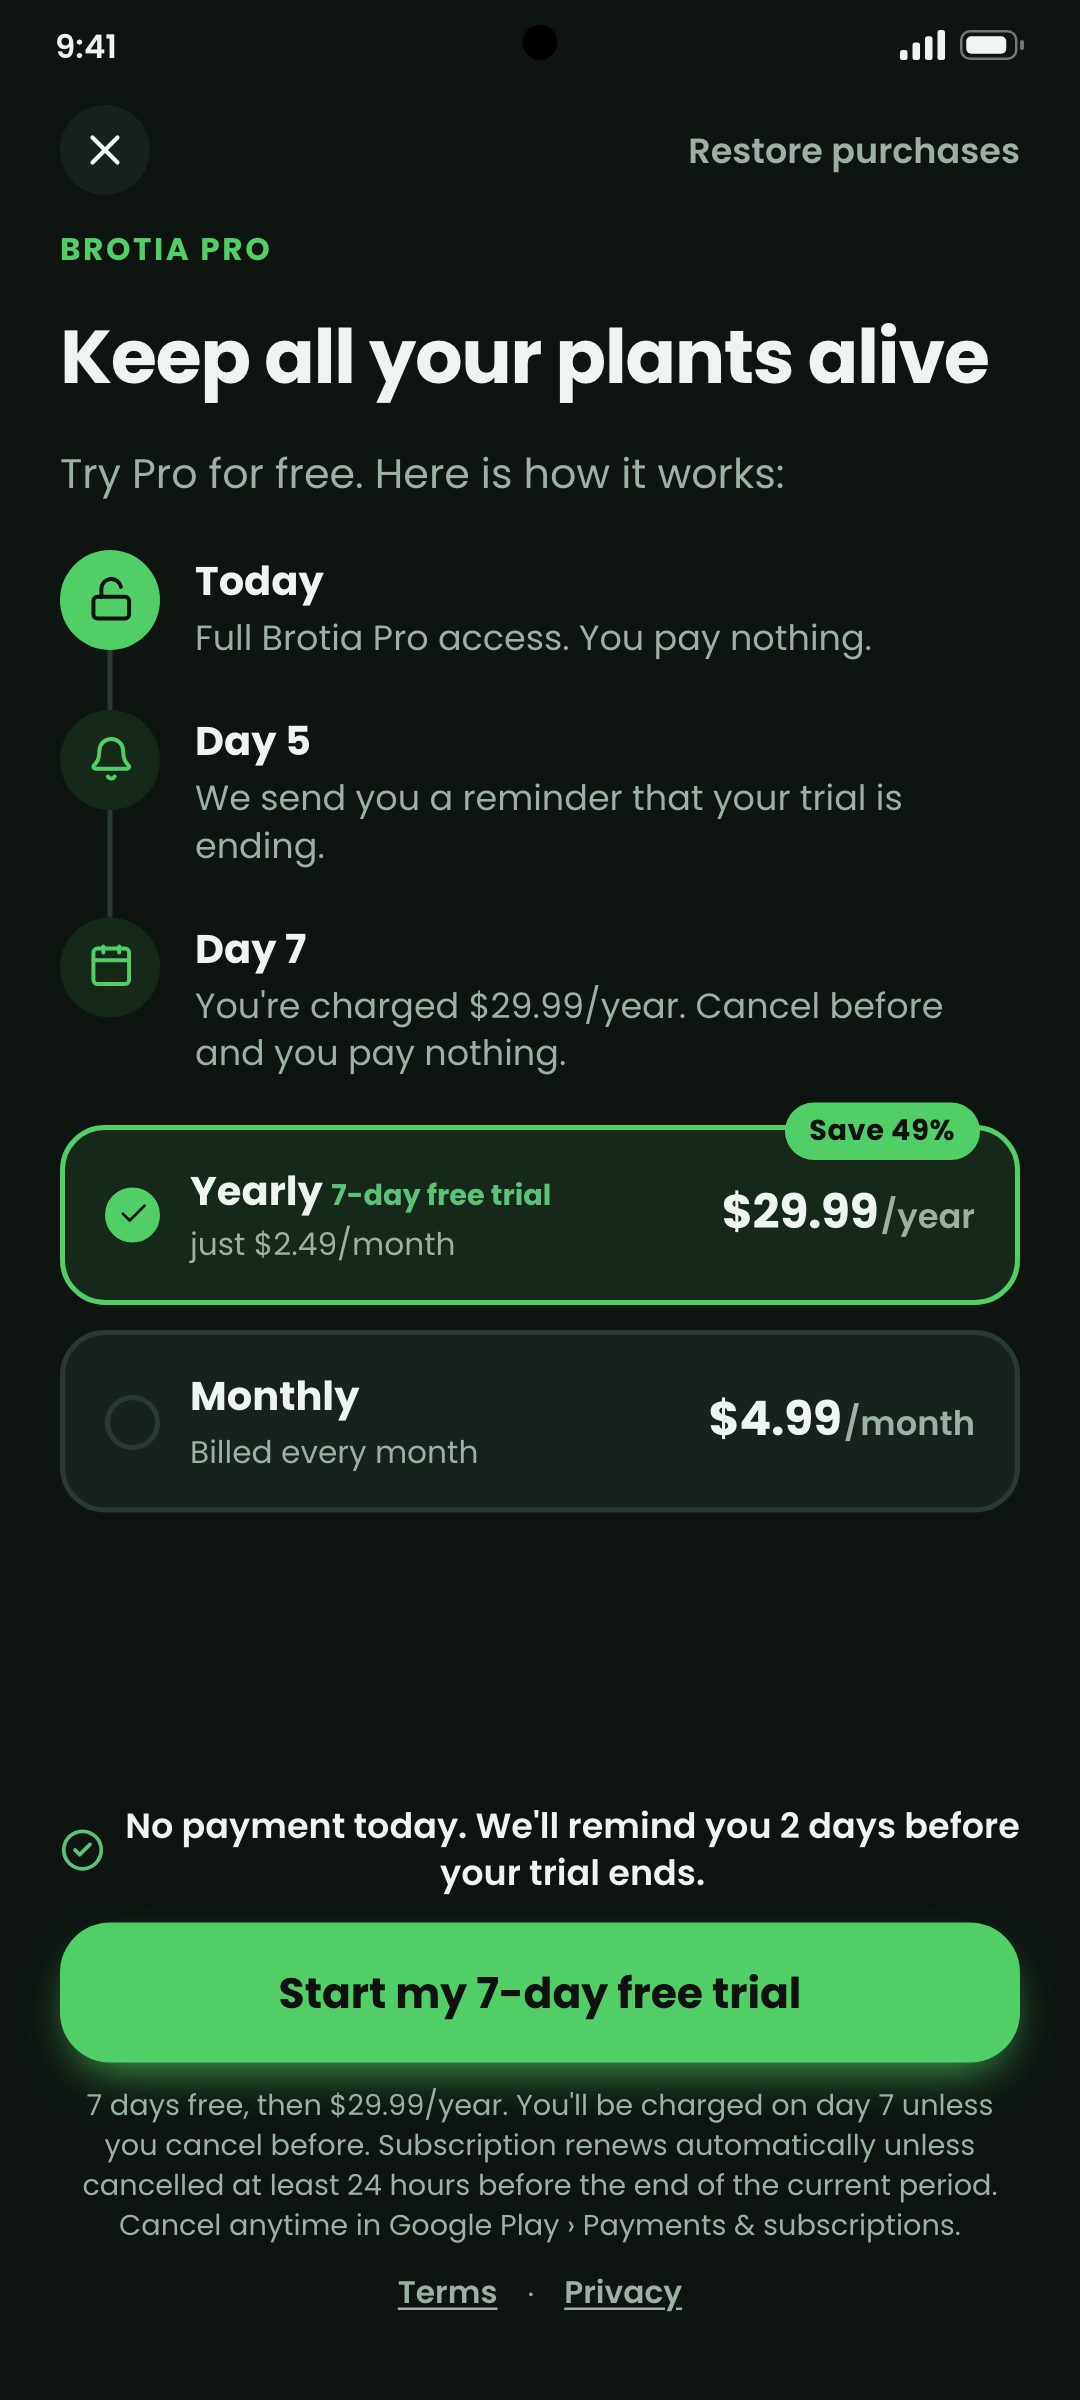 9:41
Restore purchases
BROTIA PRO
Keep all your plants alive
Try Pro for free. Here is how it works:
Today
Full Brotia Pro access. You pay nothing.
Day 5
We send you a reminder that your trial is
ending.
Day 7
You're charged $29.99/year. Cancel before
and you pay nothing.
Save 49%
Yearly 7-day free trial
just $2.49/month
$29.99/year
Monthly
Billed every month
$4.99/month
No payment today. We'll remind you 2 days before
your trial ends.
Start my 7-day free trial
7 days free, then $29.99/year. You'll be charged on day 7 unless
you cancel before. Subscription renews automatically unless
cancelled at least 24 hours before the end of the current period.
Cancel anytime in Google Play › Payments & subscriptions.
Terms · Privacy